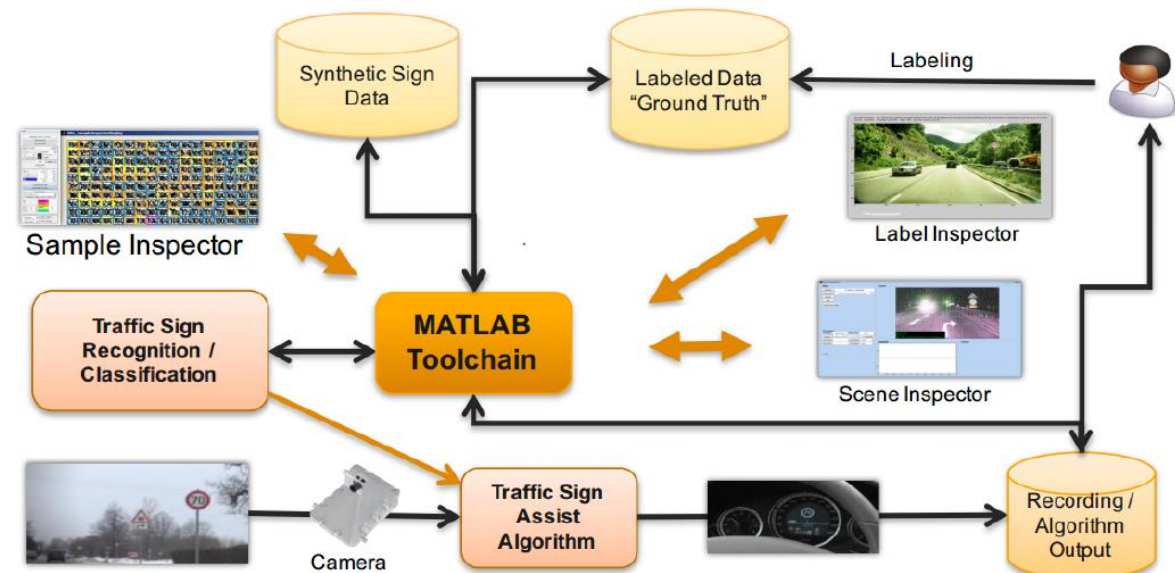 Synthetic Sign
Data
Labeled Data
“Ground Truth”
Labeling
Sample Inspector
Label Inspector
Traffic Sign
Recognition /
Classification
MATLAB
Toolchain
Scene Inspector
70
Camera
Traffic Sign
Assist
Algorithm
Recording /
Algorithm
Output